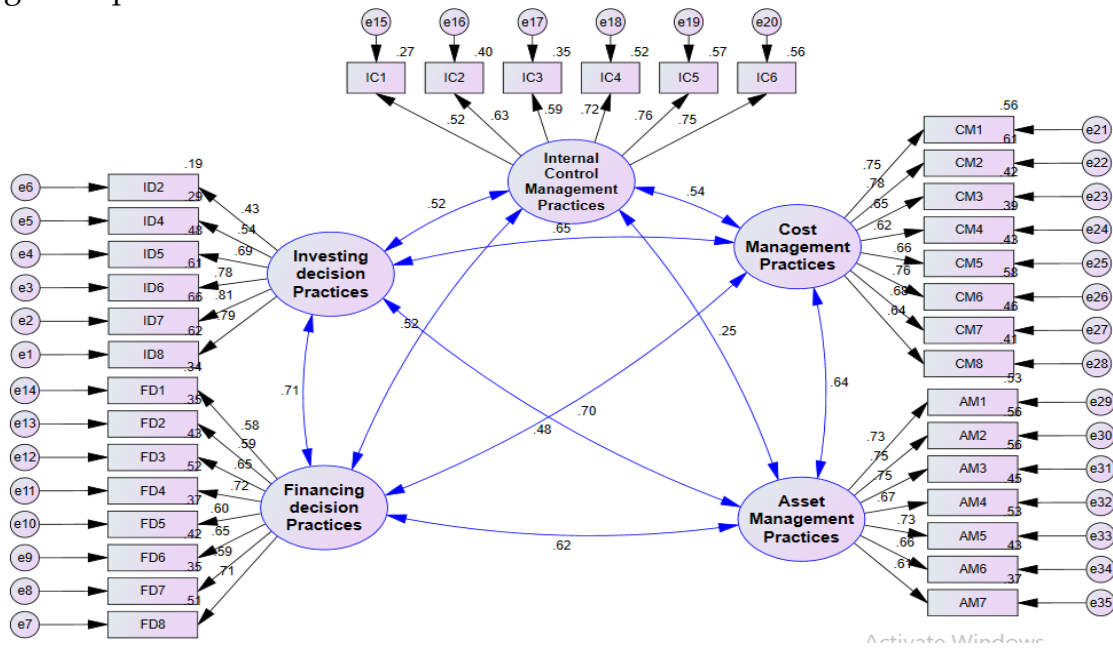 e15 e16 e17 e18 e19 e20
.27 .40 .35 .52 .57 .56
IC1 IC2 IC3 IC4 IC5 IC6
.52 .63 .59 .72 .76 .75
Internal
Control
Management
Practices
.56
CM1 e21
.61
CM2 e22
.42
CM3 e23
.39
CM4 e24
.43
CM5 e25
.58
CM6 e26
.46
CM7 e27
.41
CM8 e28
.75
.78
.65
.62
.66
.76
.68
.64
Cost
Management
Practices
.19
e6 ID2
.29
e5 ID4
.48
e4 ID5
.61
e3 ID6
.66
e2 ID7
.62
e1 ID8
.43
.54
.69
.78
.81
.79
Investing
decision
Practices
.52 .54
.65
.52 .25
.71 .70 .64
.48
.62
.34
e14 FD1
.35
e13 FD2
.43
e12 FD3
.52
e11 FD4
.37
e10 FD5
.42
e9 FD6
.35
e8 FD7
.51
e7 FD8
.58
.59
.65
.72
.60
.65
.59
.71
Financing
decision
Practices
.53
AM1 e29
.56
AM2 e30
.56
AM3 e31
.45
AM4 e32
.53
AM5 e33
.43
AM6 e34
.37
AM7 e35
.73
.75
.75
.67
.73
.66
.61
Asset
Management
Practices
Activate Windows